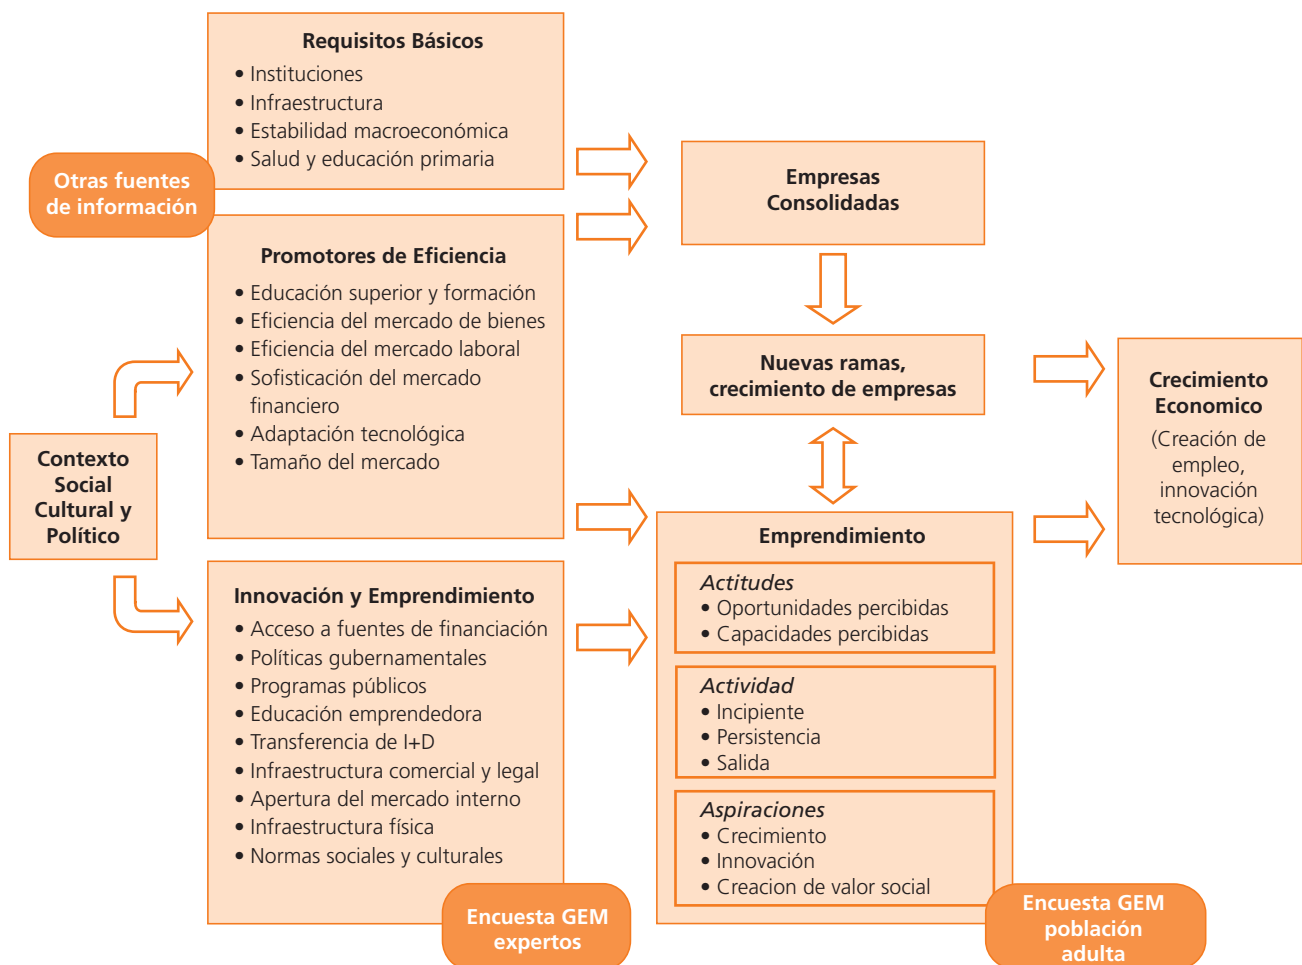 Requisitos Básicos
• Instituciones
• Infraestructura
• Estabilidad macroeconómica
• Salud y educación primaria
Otras fuentes
de información
Promotores de Eficiencia
• Educación superior y formación
• Eficiencia del mercado de bienes
• Eficiencia del mercado laboral
• Sofisticación del mercado
financiero
• Adaptación tecnológica
• Tamaño del mercado
Contexto
Social
Cultural y
Político
Innovación y Emprendimiento
• Acceso a fuentes de financiación
• Políticas gubernamentales
• Programas públicos
• Educación emprendedora
• Transferencia de I+D
• Infraestructura comercial y legal
• Apertura del mercado interno
• Infraestructura física
• Normas sociales y culturales
Encuesta GEM
expertos
Empresas
Consolidadas
Nuevas ramas,
crecimiento de empresas
Emprendimiento
Actitudes
• Oportunidades percibidas
• Capacidades percibidas
Actividad
• Incipiente
• Persistencia
• Salida
Aspiraciones
• Crecimiento
• Innovación
• Creacion de valor social
Encuesta GEM
población
adulta
Crecimiento
Economico
(Creación de
empleo,
innovación
tecnológica)